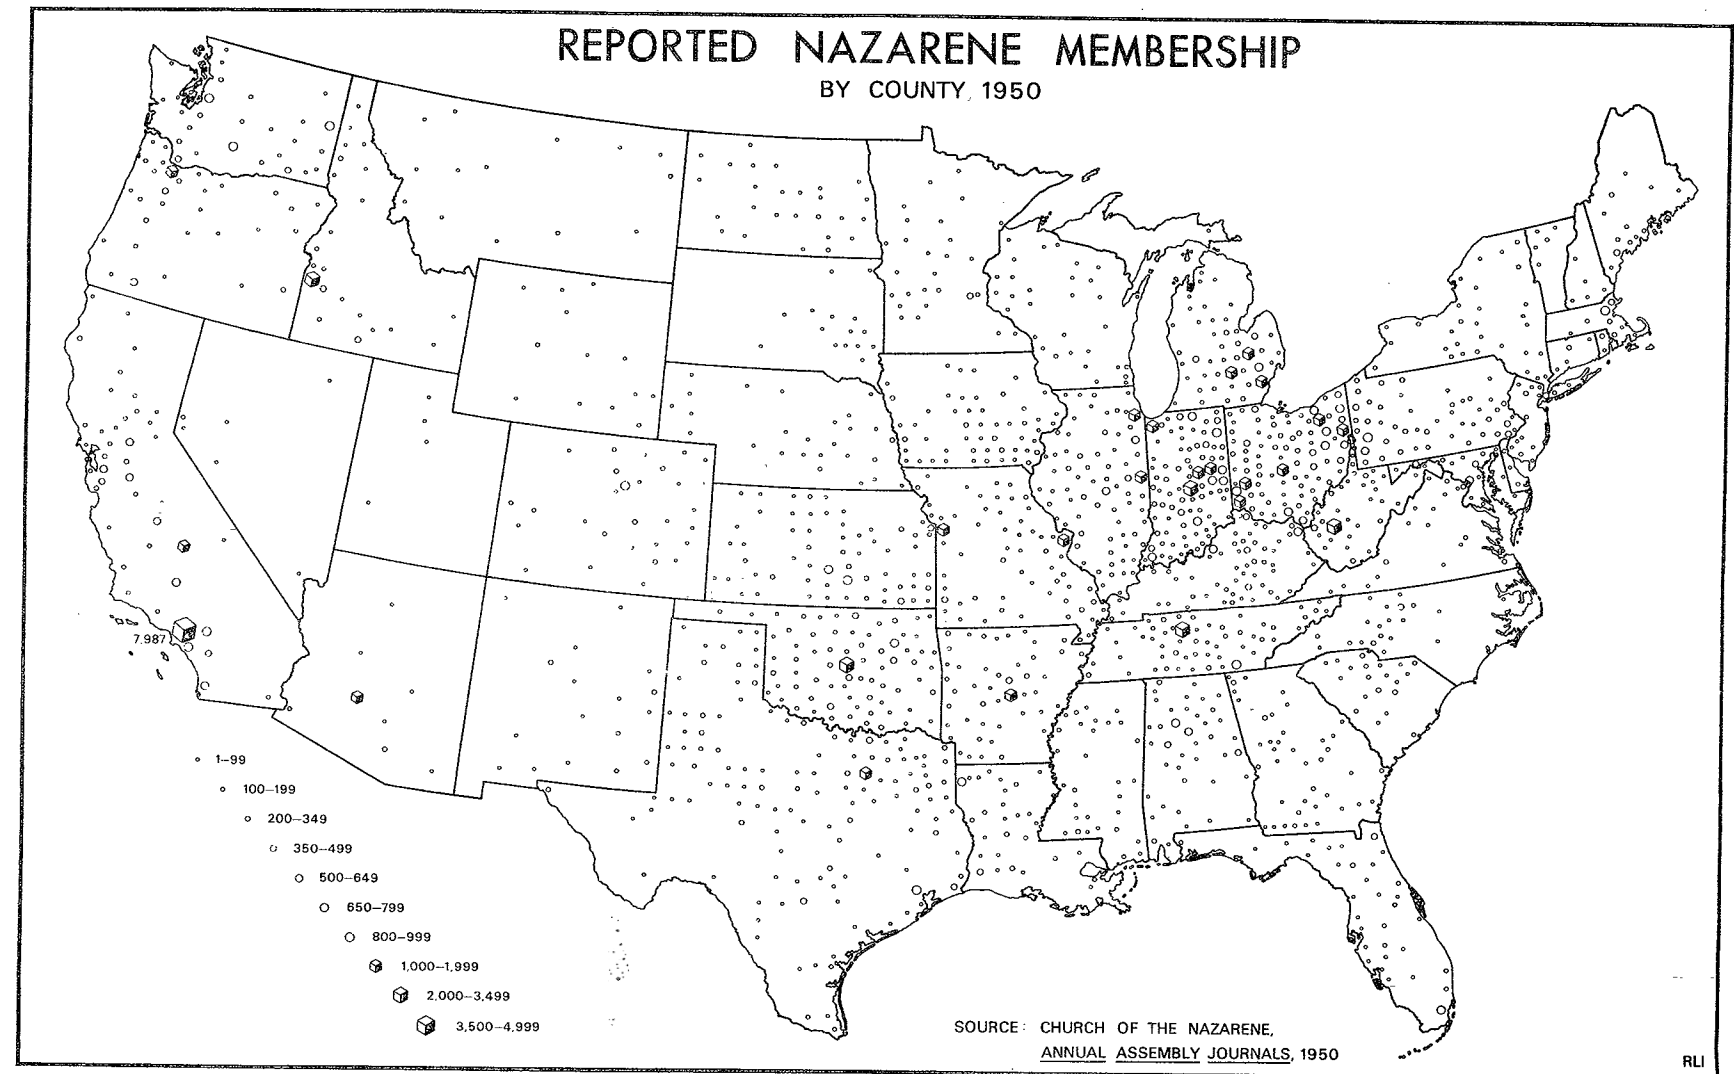 REPORTED NAZARENE MEMBERSHIP
BY COUNTY, 1950
7,987
1–99
100–199
200–349
350–499
500–649
650–799
800–999
1,000–1,999
2,000–3,499
3,500–4,999
SOURCE: CHURCH OF THE NAZARENE,
ANNUAL ASSEMBLY JOURNALS, 1950
RLI